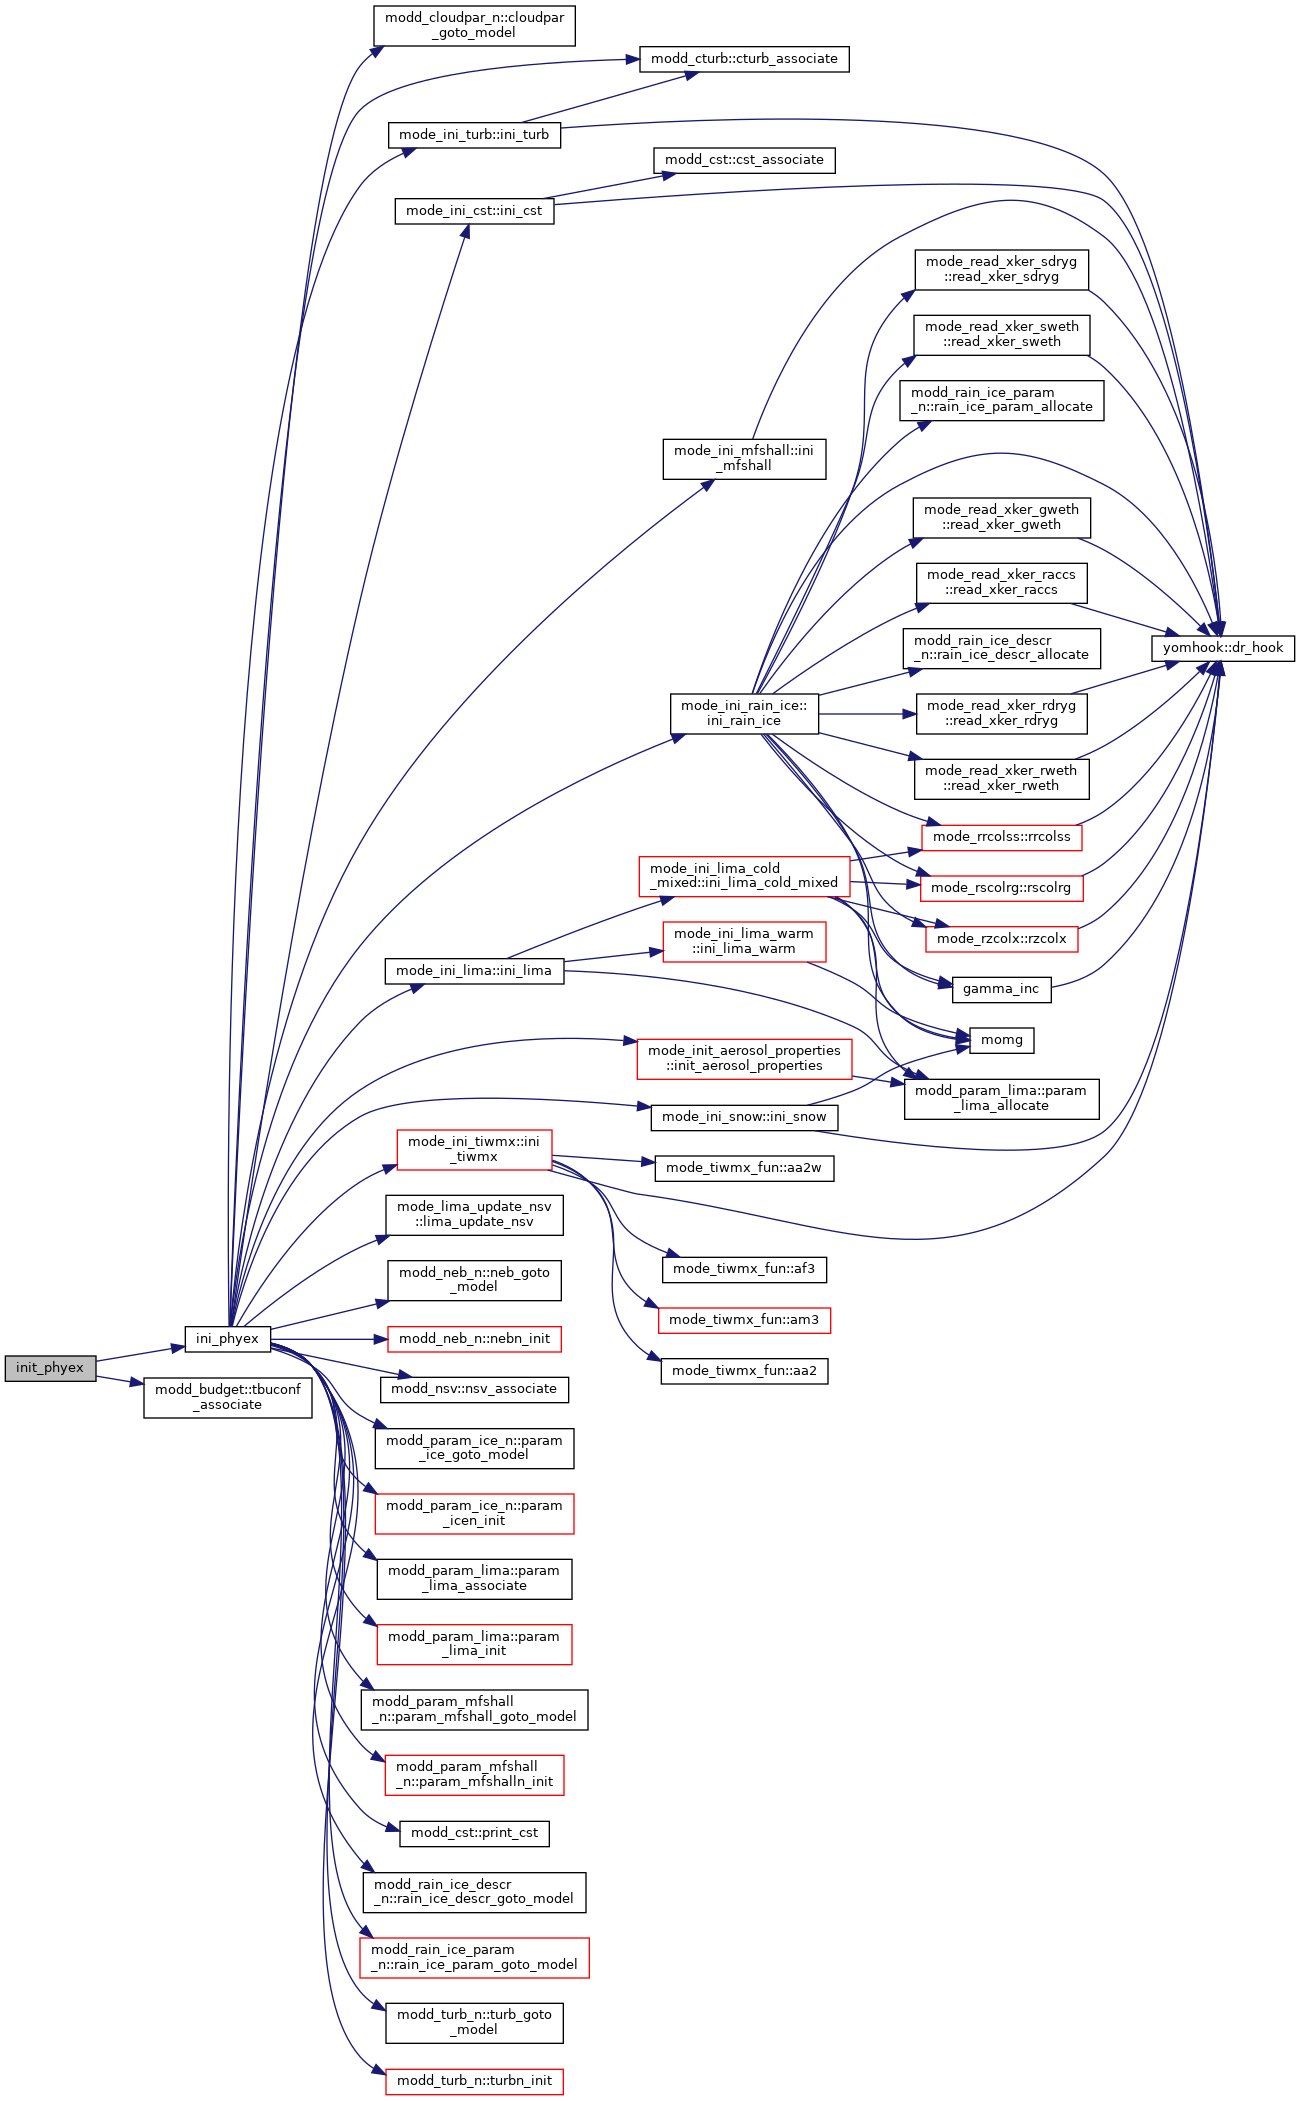 modd_cloudpar_n::cloudpar
_goto_model
modd_cturb::cturb_associate
mode_ini_turb::ini_turb
modd_cst::cst_associate
mode_ini_cst::ini_cst
mode_read_xker_sdryg
::read_xker_sdryg
mode_read_xker_sweth
::read_xker_sweth
modd_rain_ice_param
_n::rain_ice_param_allocate
mode_ini_mfshall::ini
_mfshall
mode_read_xker_gweth
::read_xker_gweth
mode_read_xker_raccs
::read_xker_raccs
modd_rain_ice_descr
_n::rain_ice_descr_allocate
yomhook::dr_hook
mode_ini_rain_ice::
ini_rain_ice
mode_read_xker_rdryg
::read_xker_rdryg
mode_read_xker_rweth
::read_xker_rweth
mode_rrcolss::rrcolss
mode_ini_lima_cold
_mixed::ini_lima_cold_mixed
mode_rscolrg::rscolrg
mode_ini_lima_warm
::ini_lima_warm
mode_rzcolx::rzcolx
mode_ini_lima::ini_lima
gamma_inc
momg
mode_init_aerosol_properties
::init_aerosol_properties
modd_param_lima::param
_lima_allocate
mode_ini_snow::ini_snow
mode_ini_tiwmx::ini
_tiwmx
mode_tiwmx_fun::aa2w
mode_lima_update_nsv
::lima_update_nsv
mode_tiwmx_fun::af3
modd_neb_n::neb_goto
_model
mode_tiwmx_fun::am3
ini_phyex
modd_neb_n::nebn_init
init_phyex
mode_tiwmx_fun::aa2
modd_budget::tbuconf
_associate
modd_nsv::nsv_associate
modd_param_ice_n::param
_ice_goto_model
modd_param_ice_n::param
_icen_init
modd_param_lima::param
_lima_associate
modd_param_lima::param
_lima_init
modd_param_mfshall
_n::param_mfshall_goto_model
modd_param_mfshall
_n::param_mfshalln_init
modd_cst::print_cst
modd_rain_ice_descr
_n::rain_ice_descr_goto_model
modd_rain_ice_param
_n::rain_ice_param_goto_model
modd_turb_n::turb_goto
_model
modd_turb_n::turbn_init